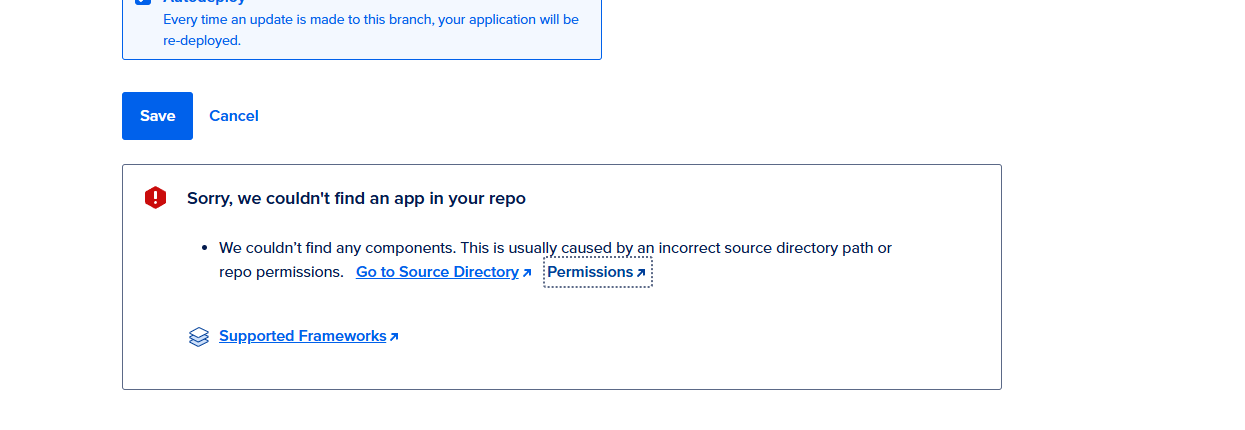 Autodeploy
Every time an update is made to this branch, your application will be
re-deployed.
Save Cancel
Sorry, we couldn't find an app in your repo
• We couldn’t find any components. This is usually caused by an incorrect source directory path or
repo permissions. Go to Source Directory Permissions
Supported Frameworks